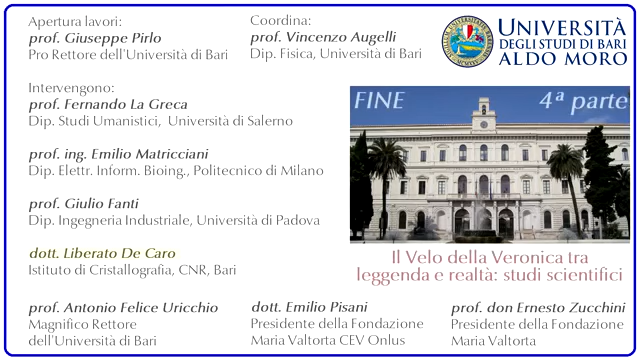 Apertura lavori:
prof. Giuseppe Pirlo
Pro Rettore dell'Università di Bari
Coordina:
prof. Vincenzo Augelli
Dip. Fisica, Università di Bari
UNIVERSITÀ
DEGLI STUDI DI BARI
ALDO MORO
Intervengono:
prof. Fernando La Greca
Dip. Studi Umanistici, Università di Salerno
prof. ing. Emilio Matricciani
Dip. Elettr. Inform. Bioing., Politecnico di Milano
prof. Giulio Fanti
Dip. Ingegneria Industriale, Università di Padova
dott. Liberato De Caro
Istituto di Cristallografia, CNR, Bari
FINE 4ª parte
Il Velo della Veronica tra
leggenda e realtà: studi scientifici
prof. Antonio Felice Uricchio
Magnifico Rettore
dell'Università di Bari
dott. Emilio Pisani
Presidente della Fondazione
Maria Valtorta CEV Onlus
prof. don Ernesto Zucchini
Presidente della Fondazione
Maria Valtorta